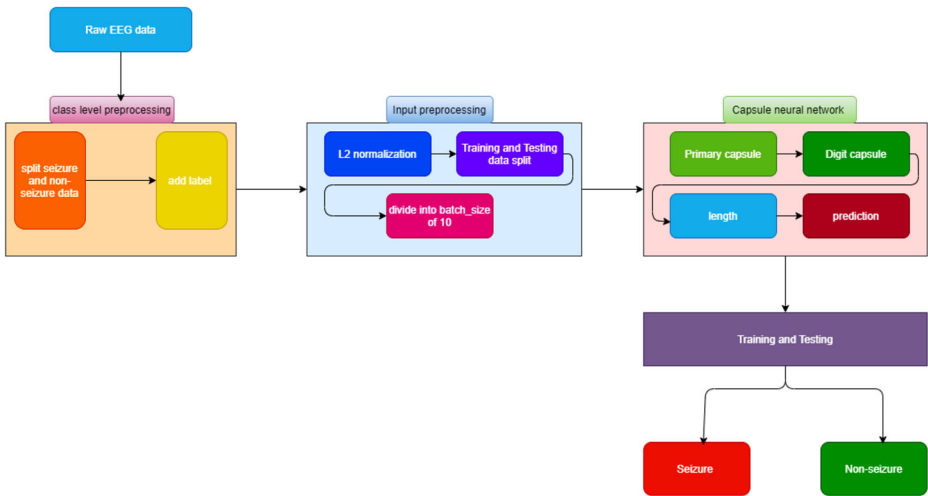 Raw EEG data
class level preprocessing
split seizure
and non-
seizure data
add label
Input preprocessing
L2 normalization
Training and Testing
data split
divide into batch_size
of 10
Capsule neural network
Primary capsule
Digit capsule
length
prediction
Training and Testing
Seizure
Non-seizure